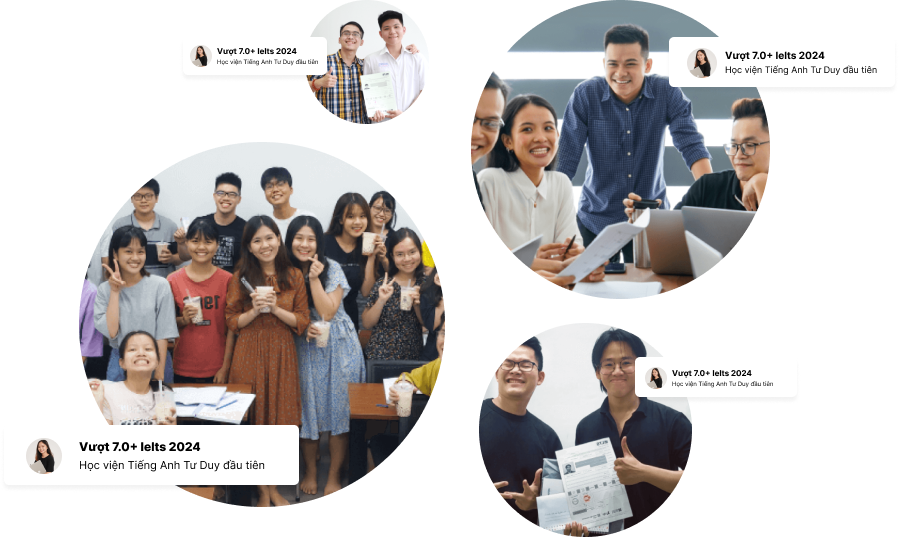 Vượt 7.0+ Ielts 2024
Học viện Tiếng Anh Tư Duy đầu tiên
Vượt 7.0+ Ielts 2024
Học viện Tiếng Anh Tư Duy đầu tiên
Vượt 7.0+ Ielts 2024
Học viện Tiếng Anh Tư Duy đầu tiên
Vượt 7.0+ Ielts 2024
Học viện Tiếng Anh Tư Duy đầu tiên